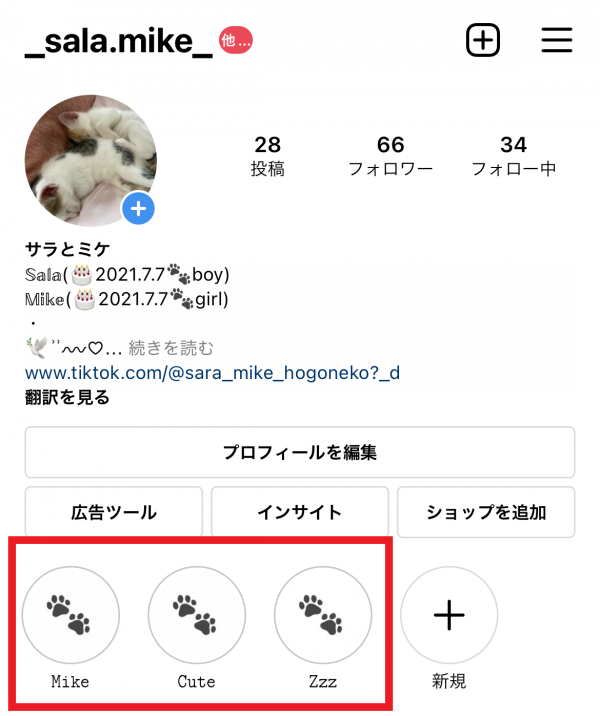 _sala.mike_ 他...
28 66 34
投稿 フォロワー フォロー中
サラとミケ
𝕊𝕒𝕝𝕒(🎂2021.7.7🐾boy)
𝕄𝕚𝕜𝕖(🎂2021.7.7🐾girl)
・
🕊️ ”〰♡... 続きを読む
www.tiktok.com/@sara_mike_hogoneko?_d
翻訳を見る
プロフィールを編集
広告ツール インサイト ショップを追加
Mike Cute Zzz 新規